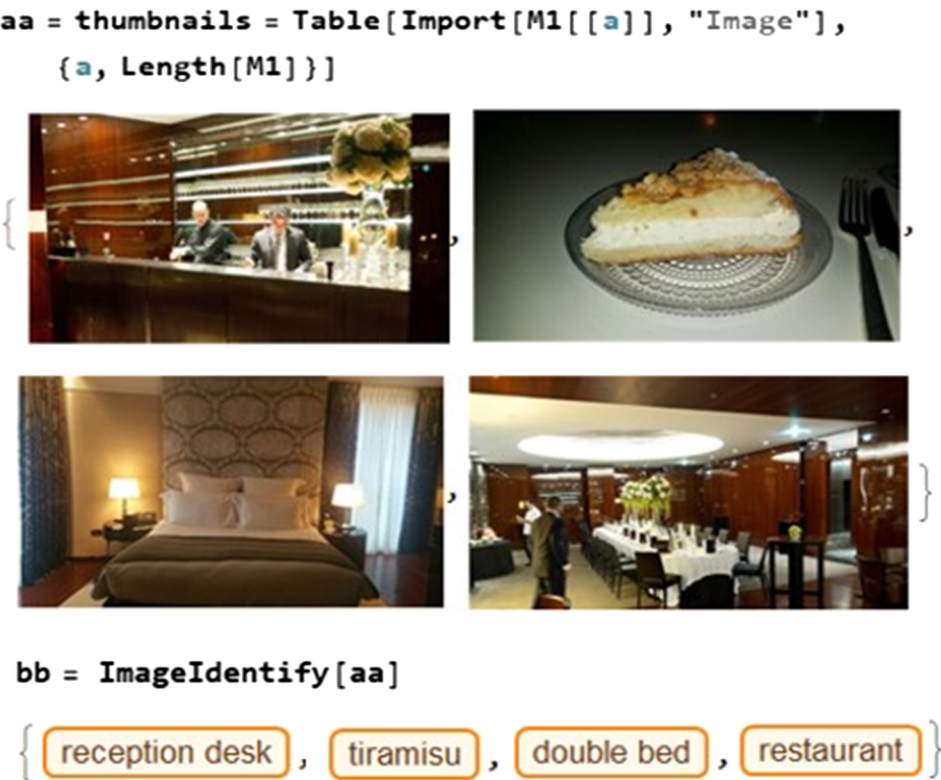 aa = thumbnails = Table[Import[M1[[a]], "Image"],
{a, Length[M1]}]
{ , ,
, }
bb = ImageIdentify[aa]
{ reception desk , tiramisu , double bed , restaurant }